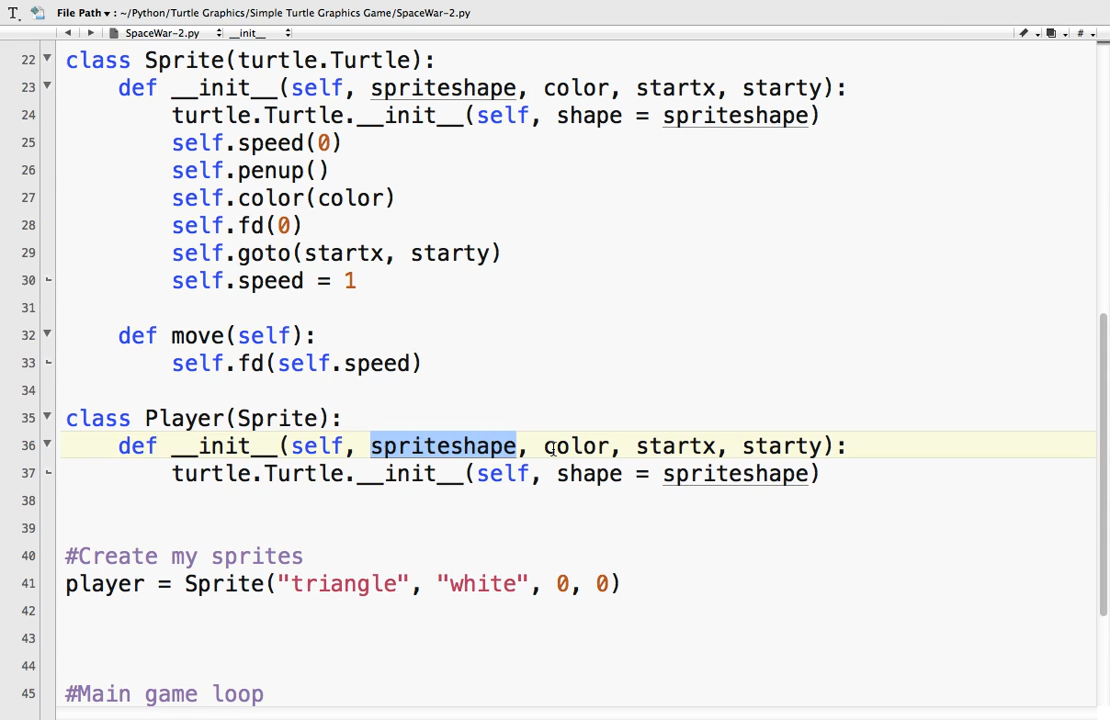 File Path ▾ : ~/Python/Turtle Graphics/Simple Turtle Graphics Game/SpaceWar-2.py
SpaceWar-2.py __init__ #
22 class Sprite(turtle.Turtle):
23 def __init__(self, spriteshape, color, startx, starty):
24 turtle.Turtle.__init__(self, shape = spriteshape)
25 self.speed(0)
26 self.penup()
27 self.color(color)
28 self.fd(0)
29 self.goto(startx, starty)
30 self.speed = 1
31
32 def move(self):
33 self.fd(self.speed)
34
35 class Player(Sprite):
36 def __init__(self, spriteshape, color, startx, starty):
37 turtle.Turtle.__init__(self, shape = spriteshape)
38
39
40 #Create my sprites
41 player = Sprite("triangle", "white", 0, 0)
42
43
44
45 #Main game loop